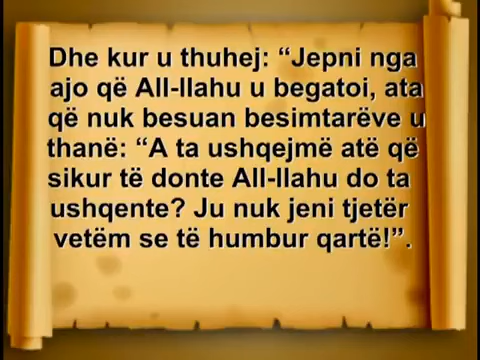 Dhe kur u thuhej: “Jepni nga
ajo që All-llahu u begatoi, ata
që nuk besuan besimtarëve u
thanë: “A ta ushqejmë atë që
sikur të donte All-llahu do ta
ushqente? Ju nuk jeni tjetër
vetëm se të humbur qartë!”.